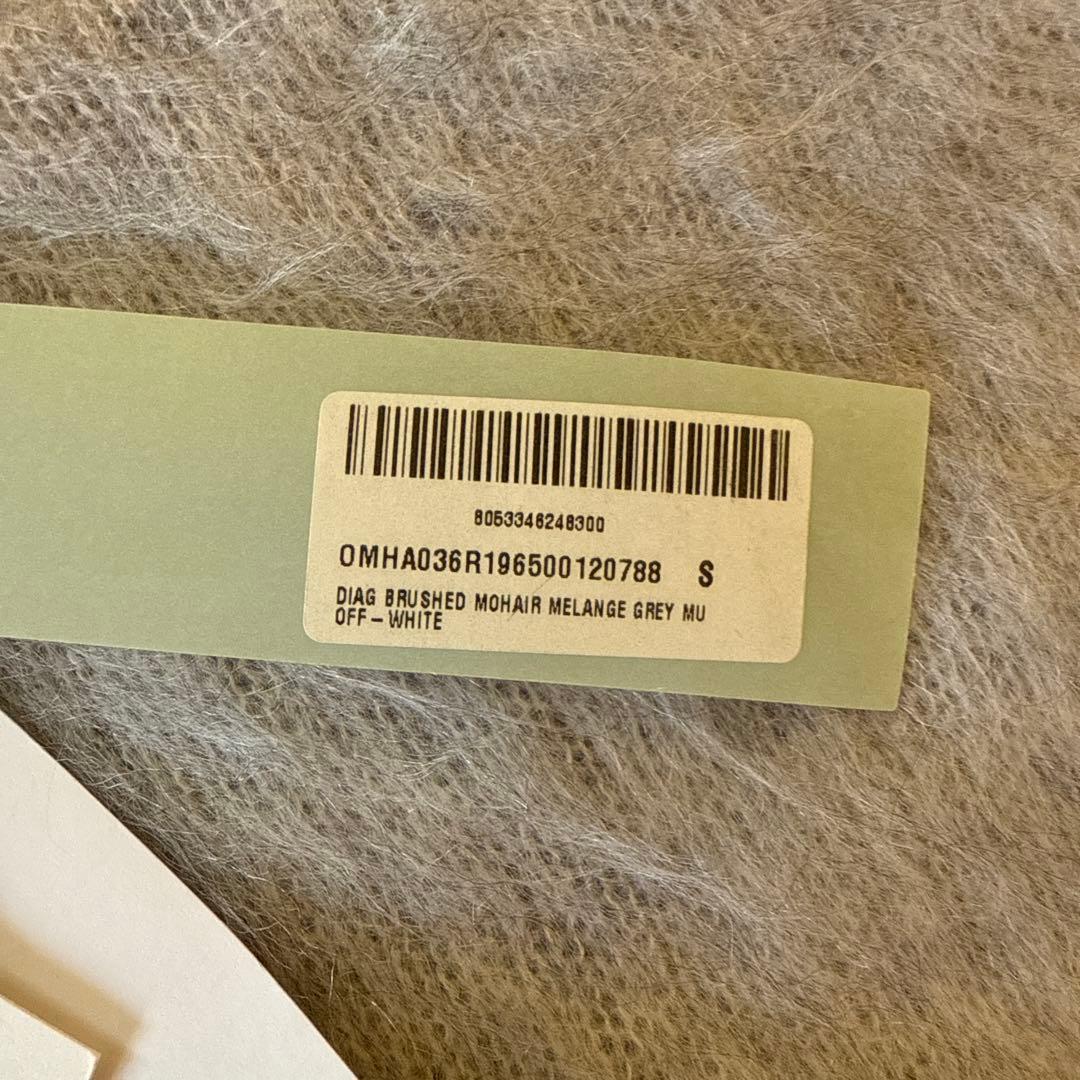 8053346248300
OMHA036R196500120788 S
DIAG BRUSHED MOHAIR MELANGE GREY MU
OFF-WHITE